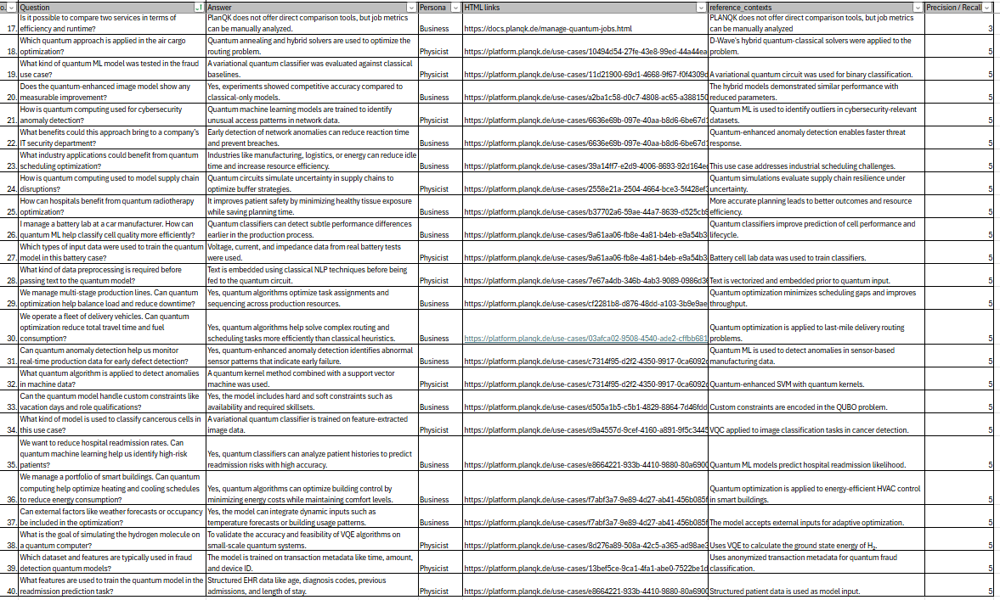 o. Question Answer Persona HTML links reference_contexts Precision / Recall
Is it possible to compare two services in terms of PlanQK does not offer direct comparison tools, but job metrics PLANQK does not offer direct comparison tools, but job metrics
17. efficiency and runtime? can be manually analyzed. Business https://docs.planqk.de/manage-quantum-jobs.html can be manually analyzed 3
Which quantum approach is applied in the air cargo Quantum annealing and hybrid solvers are used to optimize the D-Wave's hybrid quantum-classical solvers were applied to the
18. optimization? routing problem. Physicist https://platform.planqk.de/use-cases/10494d54-27fe-43e8-99ed-44a44ea problem. 5
What kind of quantum ML model was tested in the fraud A variational quantum classifier was evaluated against classical
19. use case? baselines. Physicist https://platform.planqk.de/use-cases/11d21900-69d1-4668-9f67-f0f4309d A variational quantum circuit was used for binary classification. 5
Does the quantum-enhanced image model show any Yes, experiments showed competitive accuracy compared to The hybrid models demonstrated similar performance with
20. measurable improvement? classical-only models. Business https://platform.planqk.de/use-cases/a2ba1c58-d0c7-4808-ac65-a388150 reduced parameters. 5
How is quantum computing used for cybersecurity Quantum machine learning models are trained to identify Quantum ML is used to identify outliers in cybersecurity-relevant
21. anomaly detection? unusual access patterns in network data. Physicist https://platform.planqk.de/use-cases/6636e69b-097e-40aa-b8d6-6be67d1 datasets. 5
What benefits could this approach bring to a company's Early detection of network anomalies can reduce reaction time Quantum-enhanced anomaly detection enables faster threat
22. IT security department? and prevent breaches. Business https://platform.planqk.de/use-cases/6636e69b-097e-40aa-b8d6-6be67d1 response. 5
What industry applications could benefit from quantum Industries like manufacturing, logistics, or energy can reduce idle
23. scheduling optimization? time and increase resource efficiency. Business https://platform.planqk.de/use-cases/39a14ff7-e2d9-4006-8693-92d164e This use case addresses industrial scheduling challenges. 5
How is quantum computing used to model supply chain Quantum circuits simulate uncertainty in supply chains to Quantum simulations evaluate supply chain resilience under
24. disruptions? optimize buffer strategies. Physicist https://platform.planqk.de/use-cases/2558e21a-2504-4664-bce3-5f428ef3 uncertainty. 5
How can hospitals benefit from quantum radiotherapy It improves patient safety by minimizing healthy tissue exposure More accurate planning leads to better outcomes and resource
25. optimization? while saving planning time. Business https://platform.planqk.de/use-cases/b37702a6-59ae-44a7-8639-d525cb9 efficiency. 5
I manage a battery lab at a car manufacturer. How can Quantum classifiers can detect subtle performance differences Quantum classifiers improve prediction of cell performance and
26. quantum ML help classify cell quality more efficiently? earlier in the production process. Business https://platform.planqk.de/use-cases/9a61aa06-fb8e-4a81-b4eb-e9a54b3 lifecycle. 5
Which types of input data were used to train the quantum Voltage, current, and impedance data from real battery tests
27. model in this battery case? were used. Physicist https://platform.planqk.de/use-cases/9a61aa06-fb8e-4a81-b4eb-e9a54b3 Battery cell lab data was used to train classifiers. 5
What kind of data preprocessing is required before Text is embedded using classical NLP techniques before being
28. passing text to the quantum model? fed to the quantum circuit. Physicist https://platform.planqk.de/use-cases/7e67a4db-346b-4ab3-9089-0986d36 Text is vectorized and embedded prior to quantum input. 5
We manage multi-stage production lines. Can quantum Yes, quantum algorithms optimize task assignments and Quantum optimization minimizes scheduling gaps and improves
29. optimization help balance load and reduce downtime? sequencing across production resources. Business https://platform.planqk.de/use-cases/cf2281b8-d876-48dd-a103-3b9e9ae throughput. 5
We operate a fleet of delivery vehicles. Can quantum
optimization reduce total travel time and fuel Yes, quantum algorithms help solve complex routing and Quantum optimization is applied to last-mile delivery routing
30. consumption? scheduling tasks more efficiently than classical heuristics. Business https://platform.planqk.de/use-cases/03afca02-9508-4540-ade2-cffbb681 problems. 5
Can quantum anomaly detection help us monitor Yes, quantum-enhanced anomaly detection identifies abnormal Quantum ML is used to detect anomalies in sensor-based
31. real-time production data for early defect detection? sensor patterns that indicate early failure. Business https://platform.planqk.de/use-cases/c7314f95-d2f2-4350-9917-0ca6092c manufacturing data. 5
What quantum algorithm is applied to detect anomalies A quantum kernel method combined with a support vector
32. in machine data? machine was used. Physicist https://platform.planqk.de/use-cases/c7314f95-d2f2-4350-9917-0ca6092c Quantum-enhanced SVM with quantum kernels. 5
Can the quantum model handle custom constraints like Yes, the model includes hard and soft constraints such as
33. vacation days and role qualifications? availability and required skillsets. Business https://platform.planqk.de/use-cases/d505a1b5-c5b1-4829-8864-7d46fdd Custom constraints are encoded in the QUBO problem. 5
What kind of model is used to classify cancerous cells in A variational quantum classifier is trained on feature-extracted
34. this use case? image data. Physicist https://platform.planqk.de/use-cases/d9a4557d-9cef-4160-a891-9f5c3445 VQC applied to image classification tasks in cancer detection. 5
We want to reduce hospital readmission rates. Can
quantum machine learning help us identify high-risk Yes, quantum classifiers can analyze patient histories to predict
35. patients? readmission risks with high accuracy. Business https://platform.planqk.de/use-cases/e8664221-933b-4410-9880-80a6900 Quantum ML models predict hospital readmission likelihood. 5
We manage a portfolio of smart buildings. Can quantum
computing help optimize heating and cooling schedules Yes, quantum algorithms can optimize building control by Quantum optimization is applied to energy-efficient HVAC control
36. to reduce energy consumption? minimizing energy costs while maintaining comfort levels. Business https://platform.planqk.de/use-cases/f7abf3a7-9e89-4d27-ab41-456b085f in smart buildings. 5
Can external factors like weather forecasts or occupancy Yes, the model can integrate dynamic inputs such as
37. be included in the optimization? temperature forecasts or building usage patterns. Business https://platform.planqk.de/use-cases/f7abf3a7-9e89-4d27-ab41-456b085f The model accepts external inputs for adaptive optimization. 5
What is the goal of simulating the hydrogen molecule on To validate the accuracy and feasibility of VQE algorithms on
38. a quantum computer? small-scale quantum systems. Physicist https://platform.planqk.de/use-cases/8d276a89-508a-42c5-a365-ad98ae3 Uses VQE to calculate the ground state energy of H₂. 5
Which dataset and features are typically used in fraud The model is trained on transaction metadata like time, amount, Uses anonymized transaction metadata for quantum fraud
39. detection quantum models? and device ID. Physicist https://platform.planqk.de/use-cases/13bef5ce-9ca1-4fa1-abe0-7522be1d classification. 5
What features are used to train the quantum model in the Structured EHR data like age, diagnosis codes, previous
40. readmission prediction task? admissions, and length of stay. Physicist https://platform.planqk.de/use-cases/e8664221-933b-4410-9880-80a6900 Structured patient data is used as model input. 5